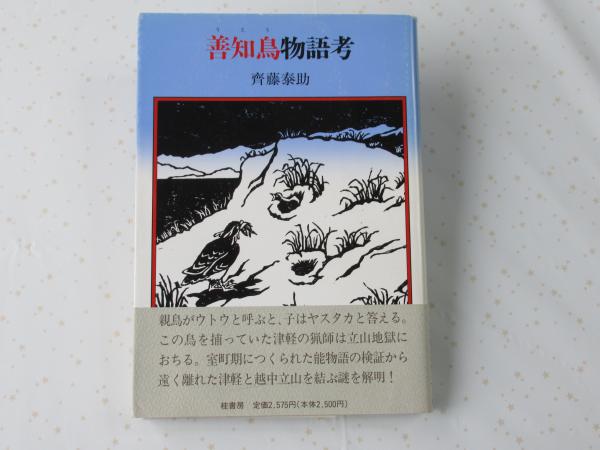 うとう
善知鳥物語考
齊藤泰助
親鳥がウトウと呼ぶと、子はヤスタカと答える。
この鳥を捕っていた津軽の猟師は立山地獄に
おちる。室町期につくられた能物語の検証から
遠く離れた津軽と越中立山を結ぶ謎を解明！
桂書房 定価2,575円(本体2,500円)